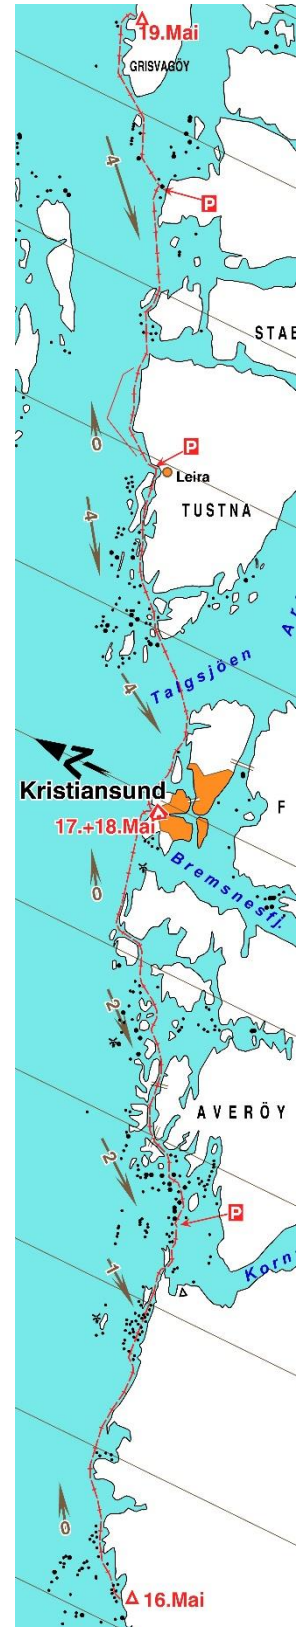 19.Mai
GRISVAGÖY
4
P
STAB
0
P
Leira
TUSTNA
4
Ar
4
Talgsjöen
N
Kristiansund
17.+18.Mai
F
0
Bremsnesfj.
2
AVERÖY
2
P
Korn
1
0
16.Mai